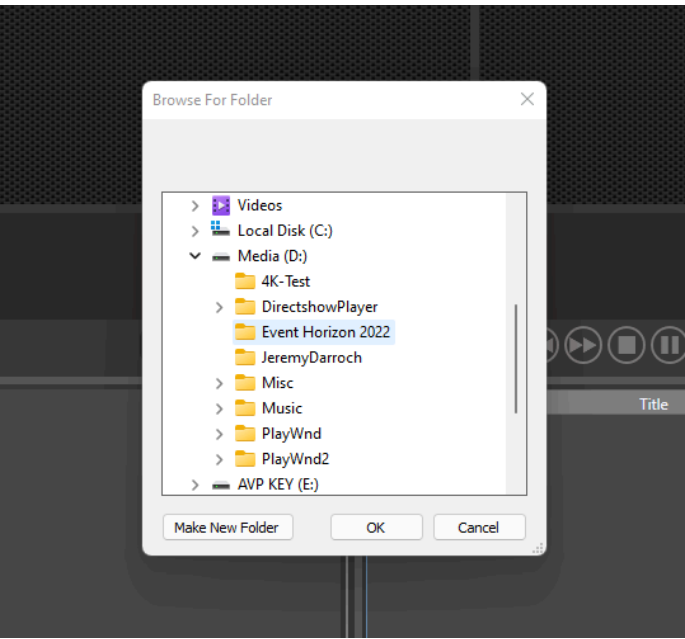 Browse For Folder
Videos
Local Disk (C:)
Media (D:)
4K-Test
DirectshowPlayer
Event Horizon 2022
JeremyDarroch
Misc
Music
PlayWnd
PlayWnd2
AVP KEY (E:)
Make New Folder
OK
Cancel
Title